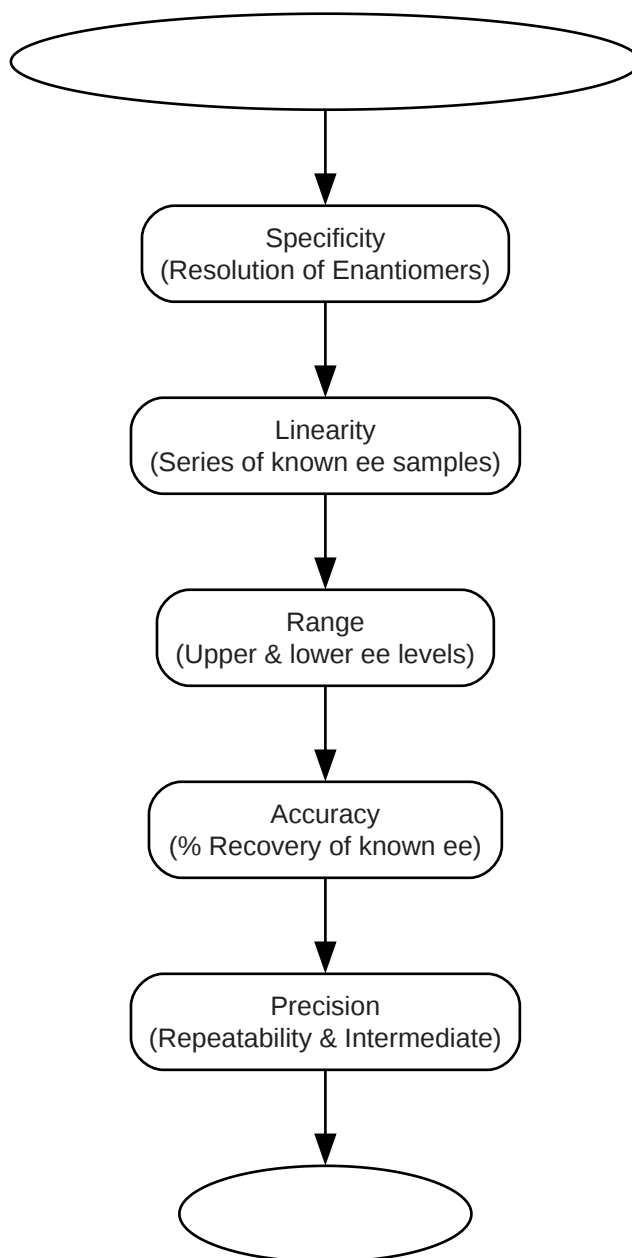 Specificity
(Resolution of Enantiomers)
Linearity
(Series of known ee samples)
Range
(Upper & lower ee levels)
Accuracy
(% Recovery of known ee)
Precision
(Repeatability & Intermediate)